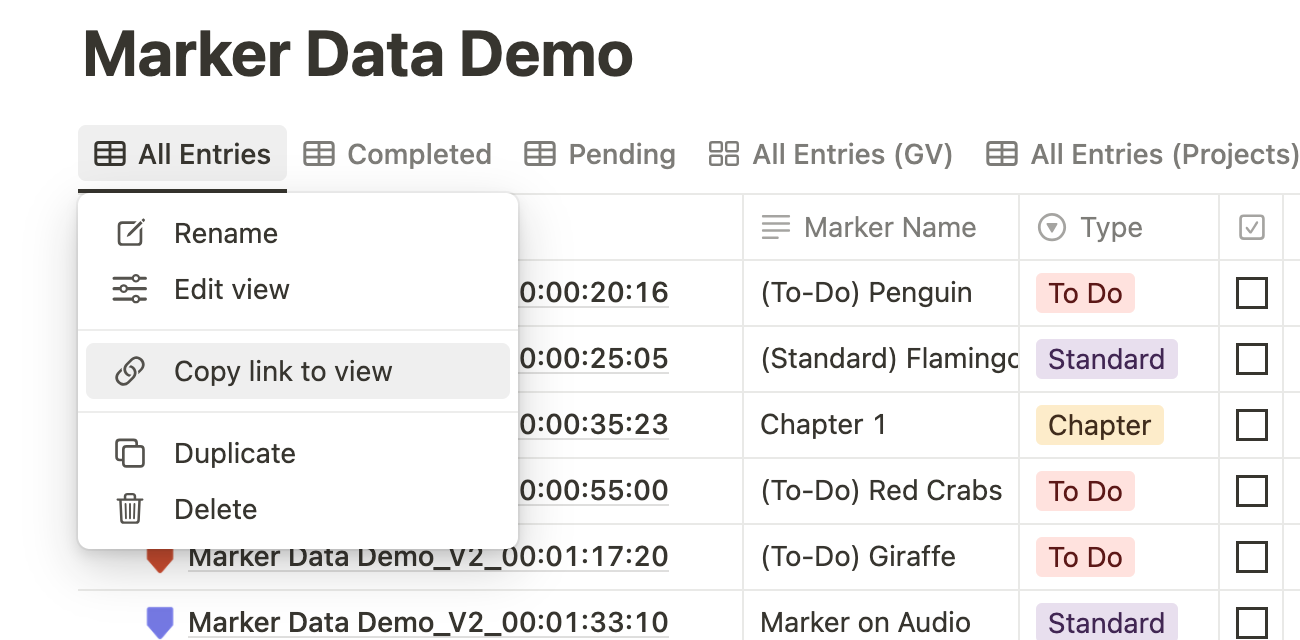 Marker Data Demo
All Entries Completed Pending All Entries (GV) All Entries (Projects)
Rename
Edit view
Copy link to view
Duplicate
Delete
Marker Name Type
0:00:20:16 (To-Do) Penguin To Do
0:00:25:05 (Standard) Flamingo Standard
0:00:35:23 Chapter 1 Chapter
0:00:55:00 (To-Do) Red Crabs To Do
Marker Data Demo_V2_00:01:17:20 (To-Do) Giraffe To Do
Marker Data Demo_V2_00:01:33:10 Marker on Audio Standard